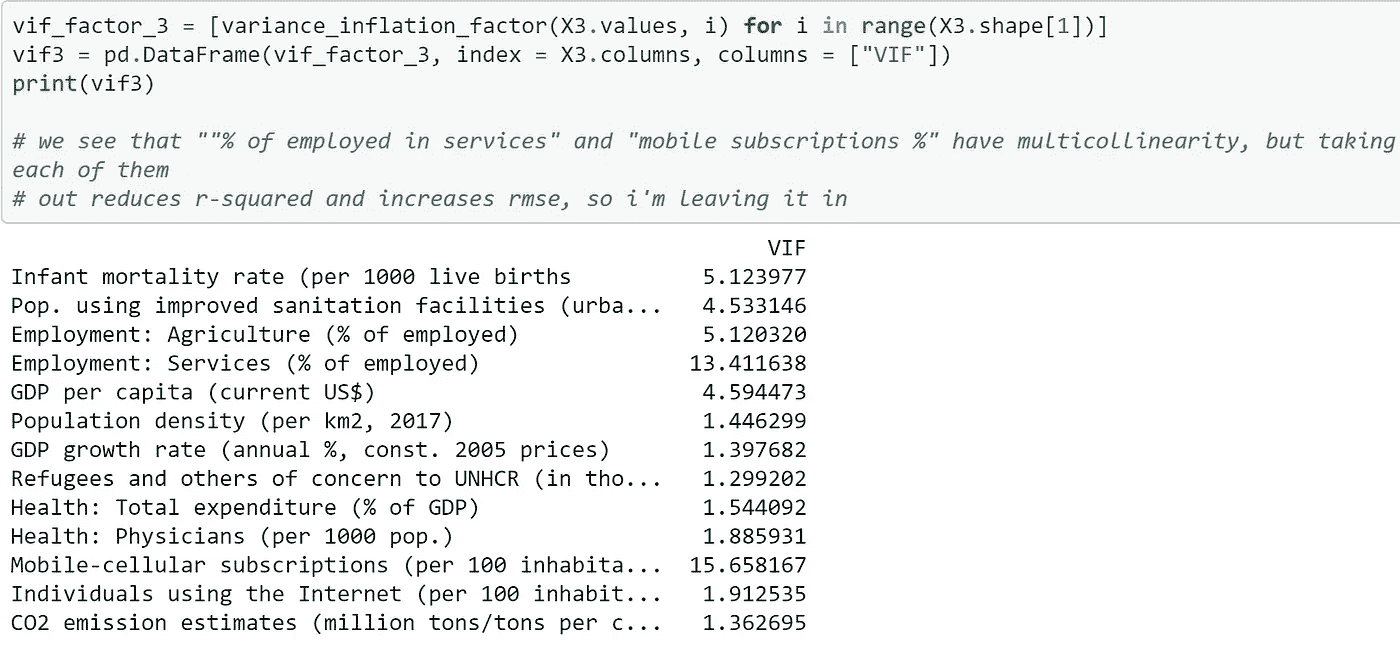 vif_factor_3 = [variance_inflation_factor(X3.values, i) for i in range(X3.shape[1])]
vif3 = pd.DataFrame(vif_factor_3, index = X3.columns, columns = ["VIF"])
print(vif3)
# we see that ""% of employed in services" and "mobile subscriptions %" have multicollinearity, but taking
each of them
# out reduces r-squared and increases rmse, so i'm leaving it in
VIF
Infant mortality rate (per 1000 live births 5.123977
Pop. using improved sanitation facilities (urba... 4.533146
Employment: Agriculture (% of employed) 5.120320
Employment: Services (% of employed) 13.411638
GDP per capita (current US$) 4.594473
Population density (per km2, 2017) 1.446299
GDP growth rate (annual %, const. 2005 prices) 1.397682
Refugees and others of concern to UNHCR (in tho... 1.299202
Health: Total expenditure (% of GDP) 1.544092
Health: Physicians (per 1000 pop.) 1.885931
Mobile-cellular subscriptions (per 100 inhabita... 15.658167
Individuals using the Internet (per 100 inhabit... 1.912535
CO2 emission estimates (million tons/tons per c... 1.362695